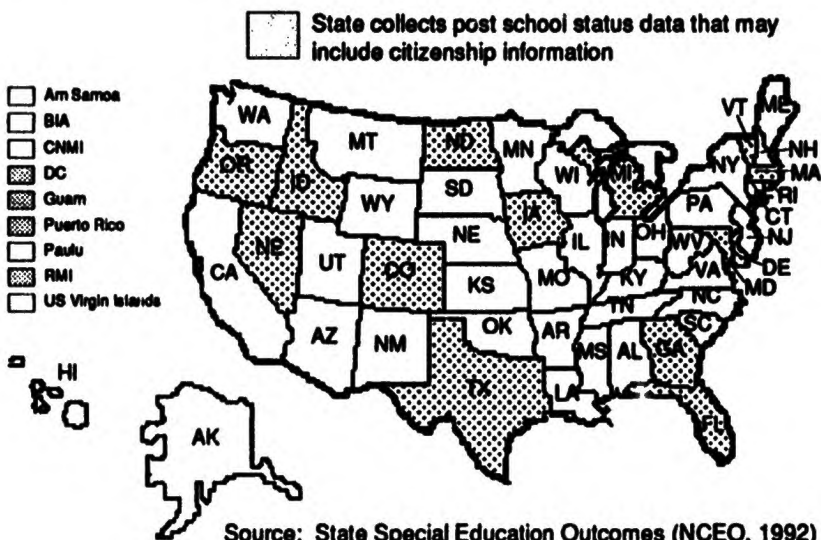 State collects post school status data that may
include citizenship information
Am Samoa
BIA
CNMI
DC
Guam
Puerto Rico
Paulu
RMI
US Virgin Islands
HI
AK
WA
OR
ID
MT
WY
CA
UT
AZ
NM
ND
SD
NE
KS
OK
TX
MN
IA
MO
AR
LA
WI
IL
MI
IN
OH
KY
TN
MS
AL
GA
FL
SC
NC
VA
WV
PA
NY
VT
ME
NH
MA
RI
CT
NJ
DE
MD
Source: State Special Education Outcomes (NCEO, 1992)